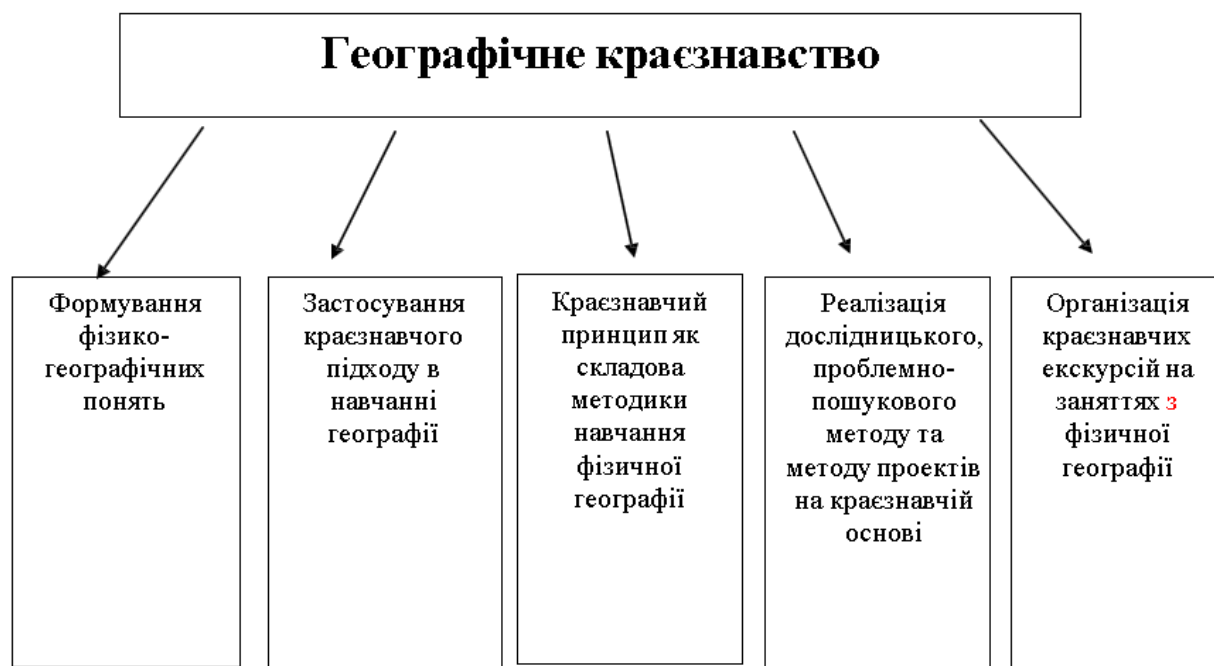 Географічне краєзнавство
Формування
фізико-
географічних
понять
Застосування
краєзнавчого
підходу в
навчанні
географії
Краєзнавчий
принцип як
складова
методики
навчання
фізичної
географії
Реалізація
дослідницького,
проблемно-
пошукового
методу та
методу проектів
на краєзнавчій
основі
Організація
краєзнавчих
екскурсій на
заняттях з
фізичної
географії